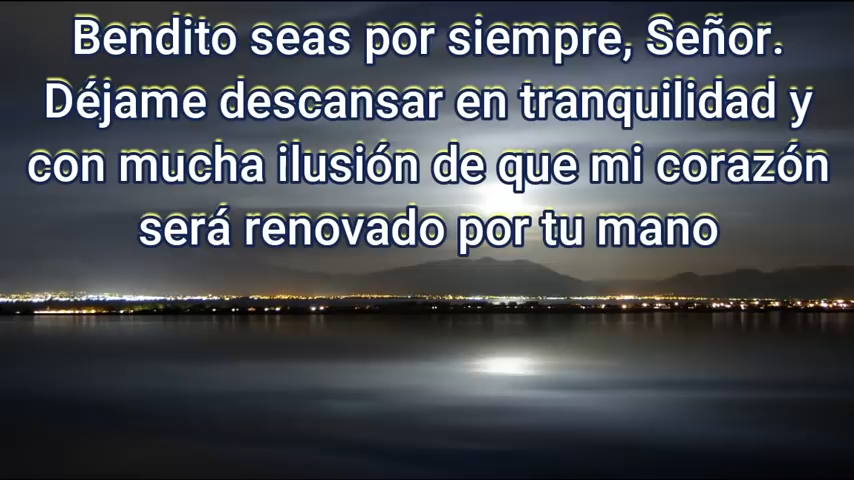 Bendito seas por siempre, Señor.
Déjame descansar en tranquilidad y
con mucha ilusión de que mi corazón
será renovado por tu mano